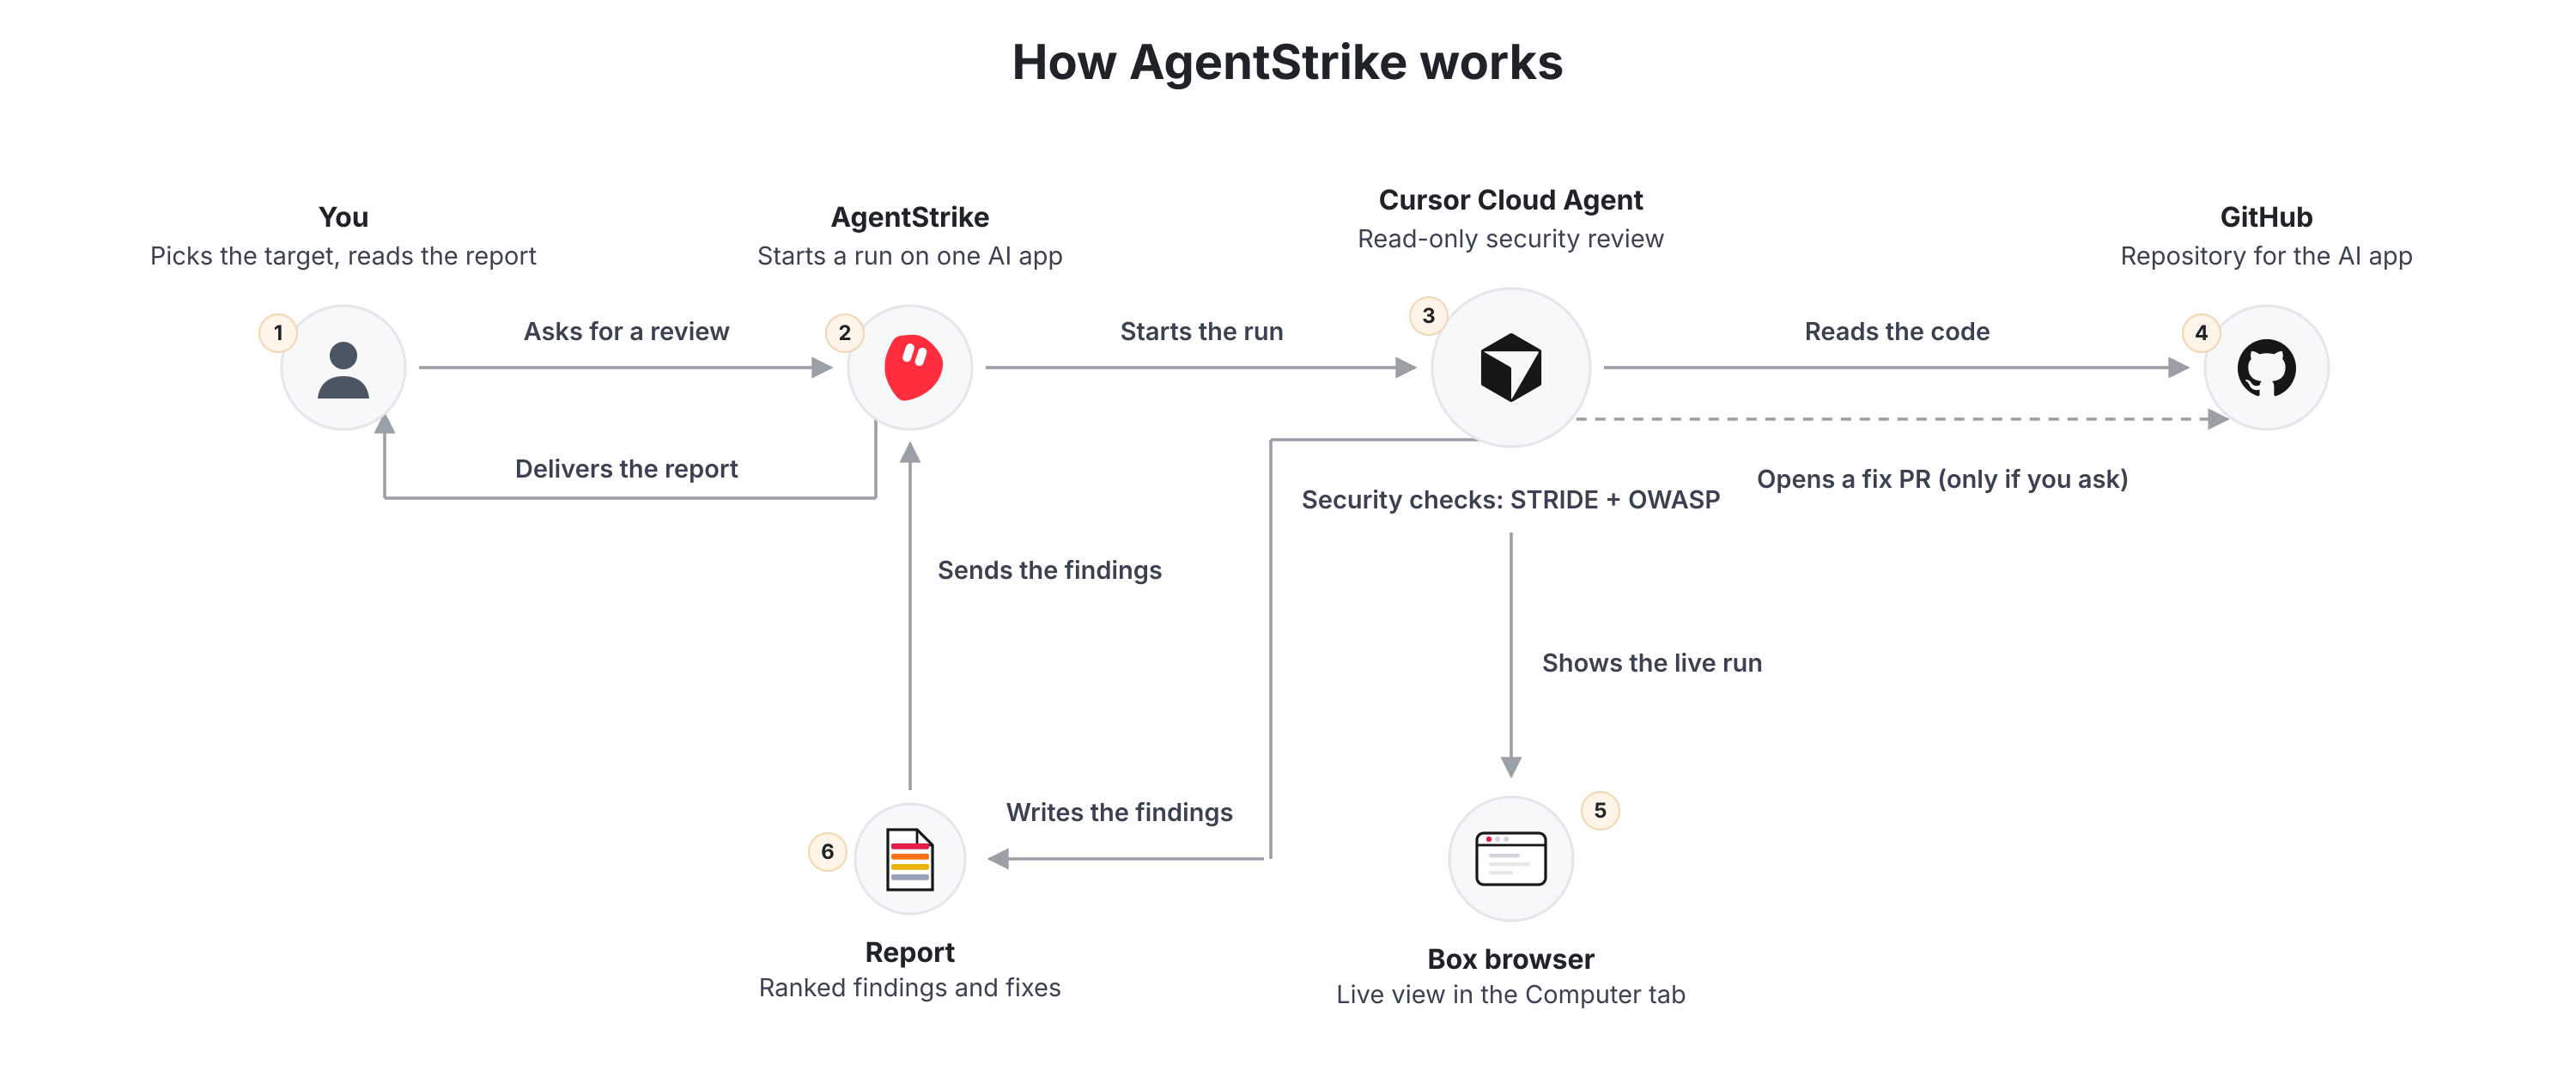 How AgentStrike works
You
Picks the target, reads the report
AgentStrike
Starts a run on one AI app
Cursor Cloud Agent
Read-only security review
GitHub
Repository for the AI app
1
Asks for a review
2
Starts the run
3
Reads the code
4
Delivers the report
Opens a fix PR (only if you ask)
Security checks: STRIDE + OWASP
Sends the findings
Shows the live run
Writes the findings
5
6
Report
Ranked findings and fixes
Box browser
Live view in the Computer tab